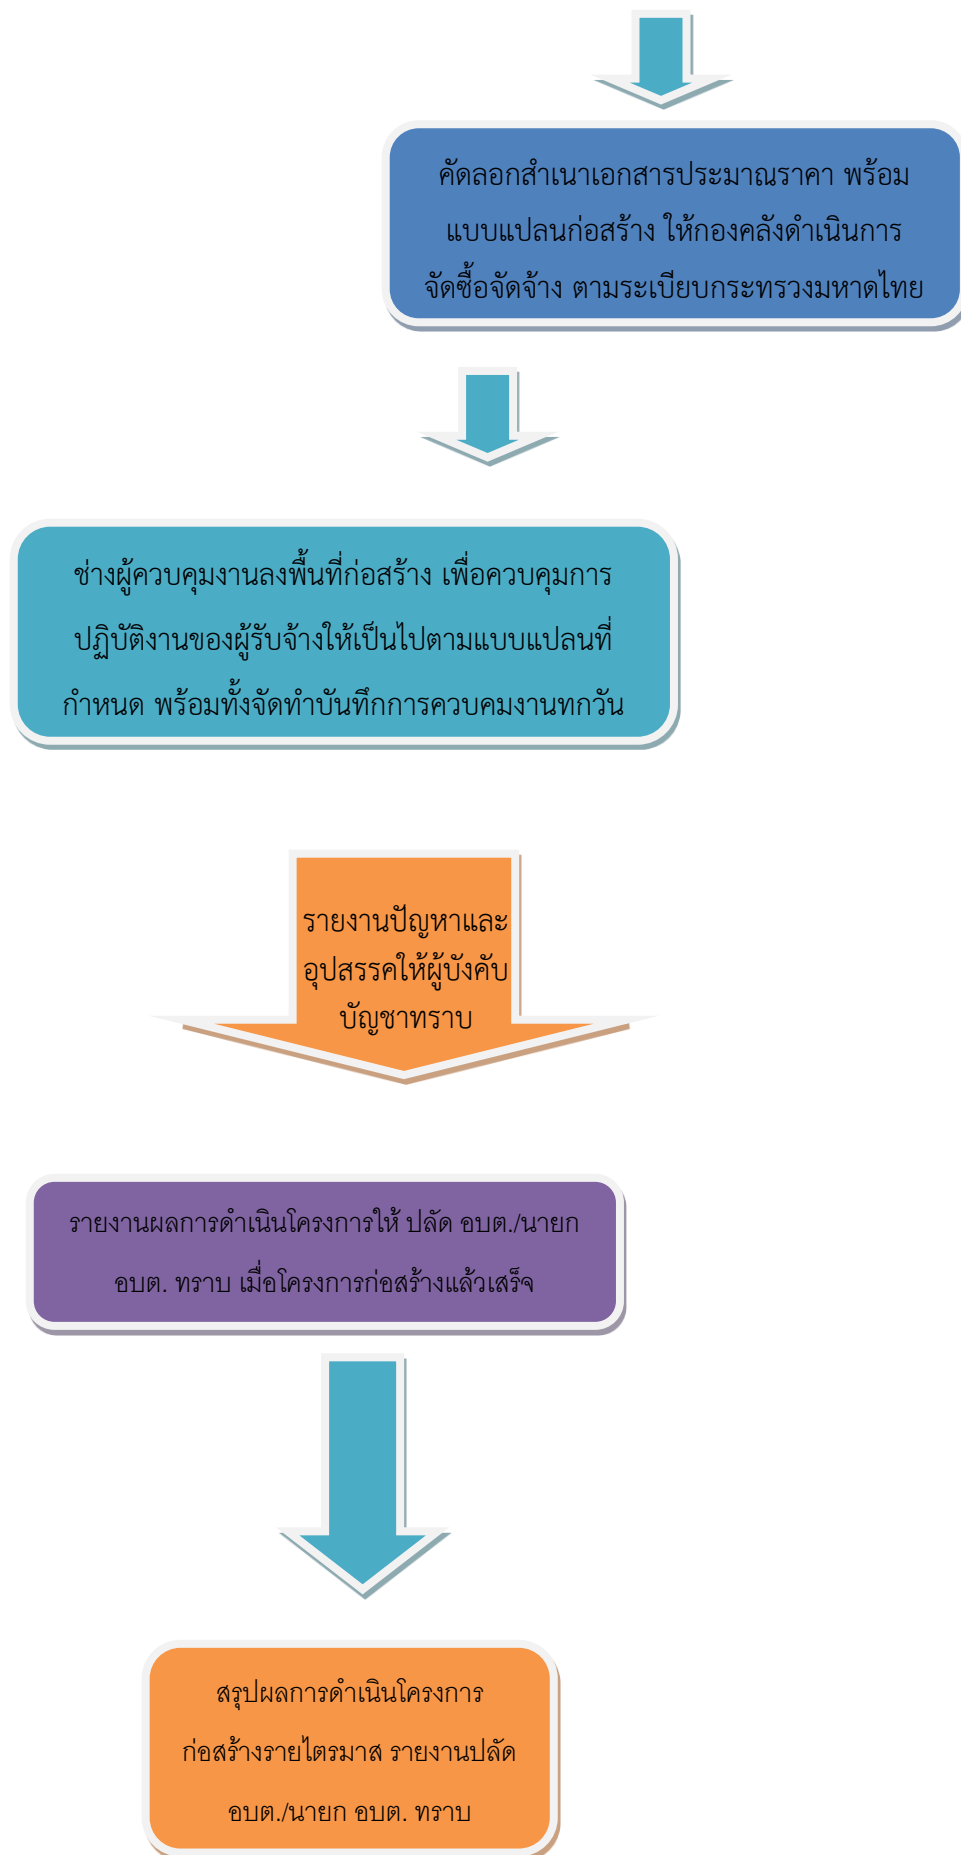 คัดลอกสำเนาเอกสารประมาณราคา พร้อม
แบบแปลนก่อสร้าง ให้กองคลังดำเนินการ
จัดซื้อจัดจ้าง ตามระเบียบกระทรวงมหาดไทย
ช่างผู้ควบคุมงานลงพื้นที่ก่อสร้าง เพื่อควบคุมการ
ปฏิบัติงานของผู้รับจ้างให้เป็นไปตามแบบแปลนที่
กำหนด พร้อมทั้งจัดทำบันทึกการควบคุมงานทุกวัน
รายงานปัญหาและ
อุปสรรคให้ผู้บังคับ
บัญชาทราบ
รายงานผลการดำเนินโครงการให้ ปลัด อบต./นายก
อบต. ทราบ เมื่อโครงการก่อสร้างแล้วเสร็จ
สรุปผลการดำเนินโครงการ
ก่อสร้างรายไตรมาส รายงานปลัด
อบต./นายก อบต. ทราบ